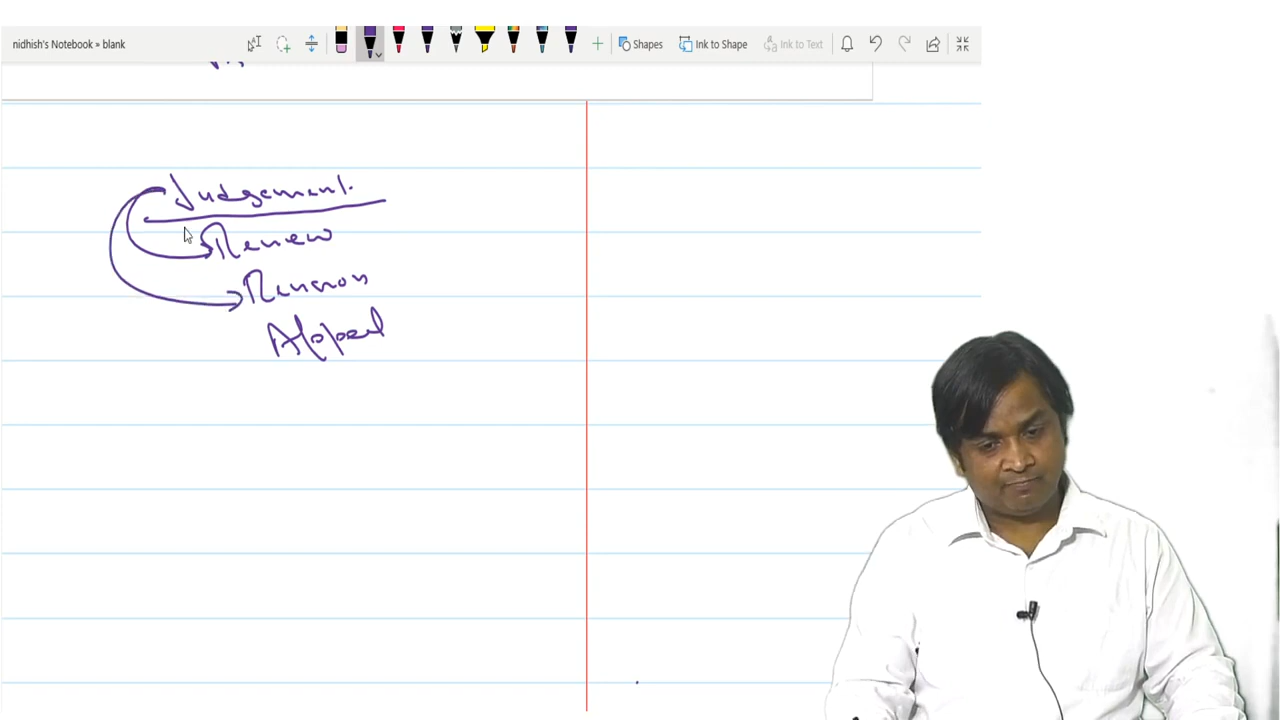 nidhish's Notebook » blank
Shapes
Ink to Shape
Ink to Text
Judgement.
Review
Revision
Appeal